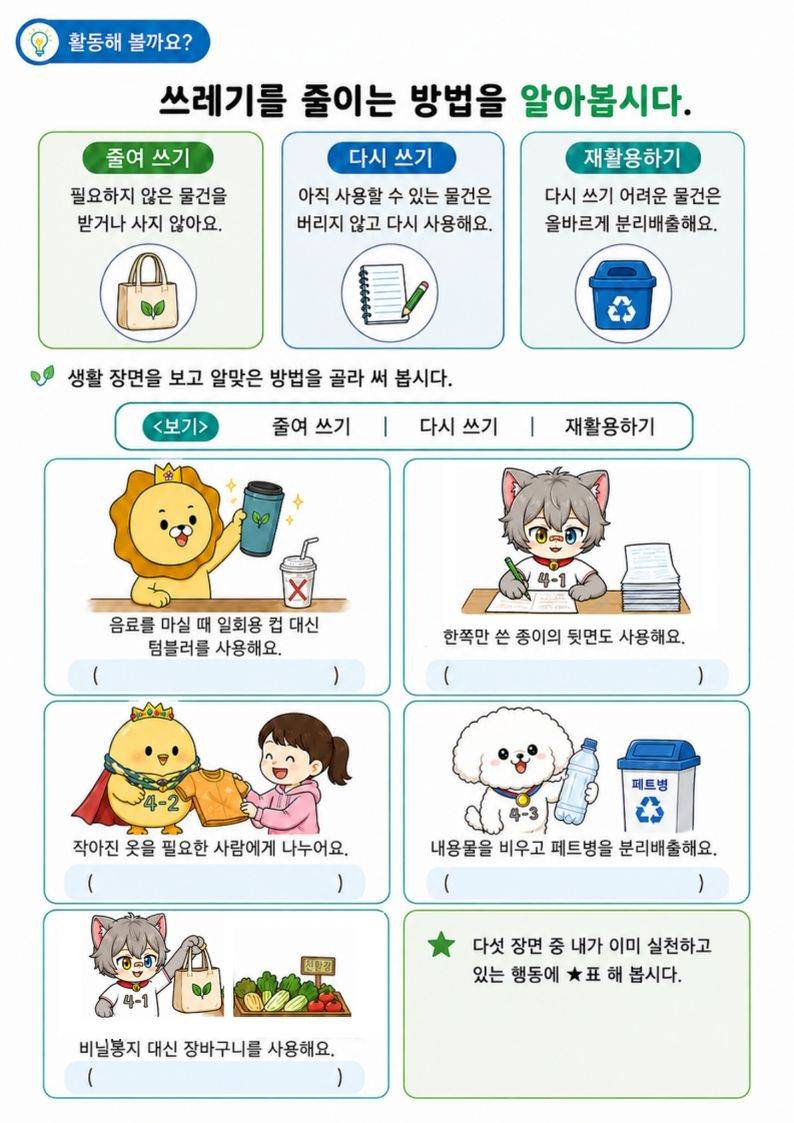 활동해 볼까요?
쓰레기를 줄이는 방법을 알아봅시다.
줄여 쓰기
필요하지 않은 물건을
받거나 사지 않아요.
다시 쓰기
아직 사용할 수 있는 물건은
버리지 않고 다시 사용해요.
재활용하기
다시 쓰기 어려운 물건은
올바르게 분리배출해요.
생활 장면을 보고 알맞은 방법을 골라 써 봅시다.
<보기> 줄여 쓰기 | 다시 쓰기 | 재활용하기
음료를 마실 때 일회용 컵 대신
텀블러를 사용해요.
( )
4-1
한쪽만 쓴 종이의 뒷면도 사용해요.
( )
4-2
작아진 옷을 필요한 사람에게 나누어요.
( )
4-3
페트병
내용물을 비우고 페트병을 분리배출해요.
( )
4-1
친환경
비닐봉지 대신 장바구니를 사용해요.
( )
★ 다섯 장면 중 내가 이미 실천하고
있는 행동에 ★표 해 봅시다.